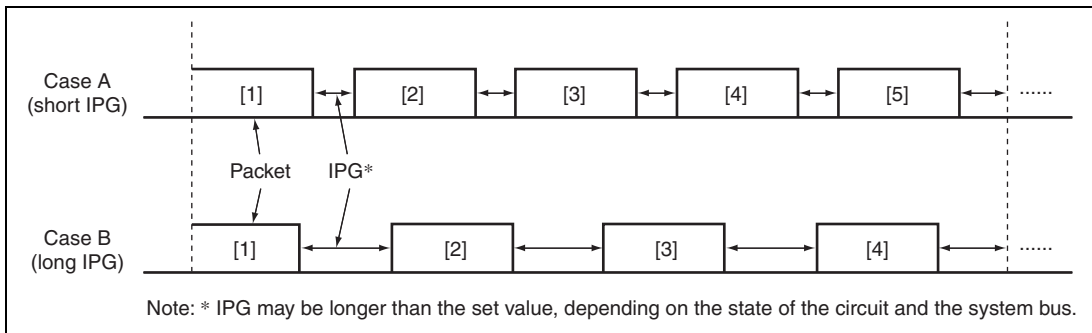 Case A
(short IPG)
[1]
[2]
[3]
[4]
[5]
......
Packet
IPG*
Case B
(long IPG)
[1]
[2]
[3]
[4]
......
Note: * IPG may be longer than the set value, depending on the state of the circuit and the system bus.